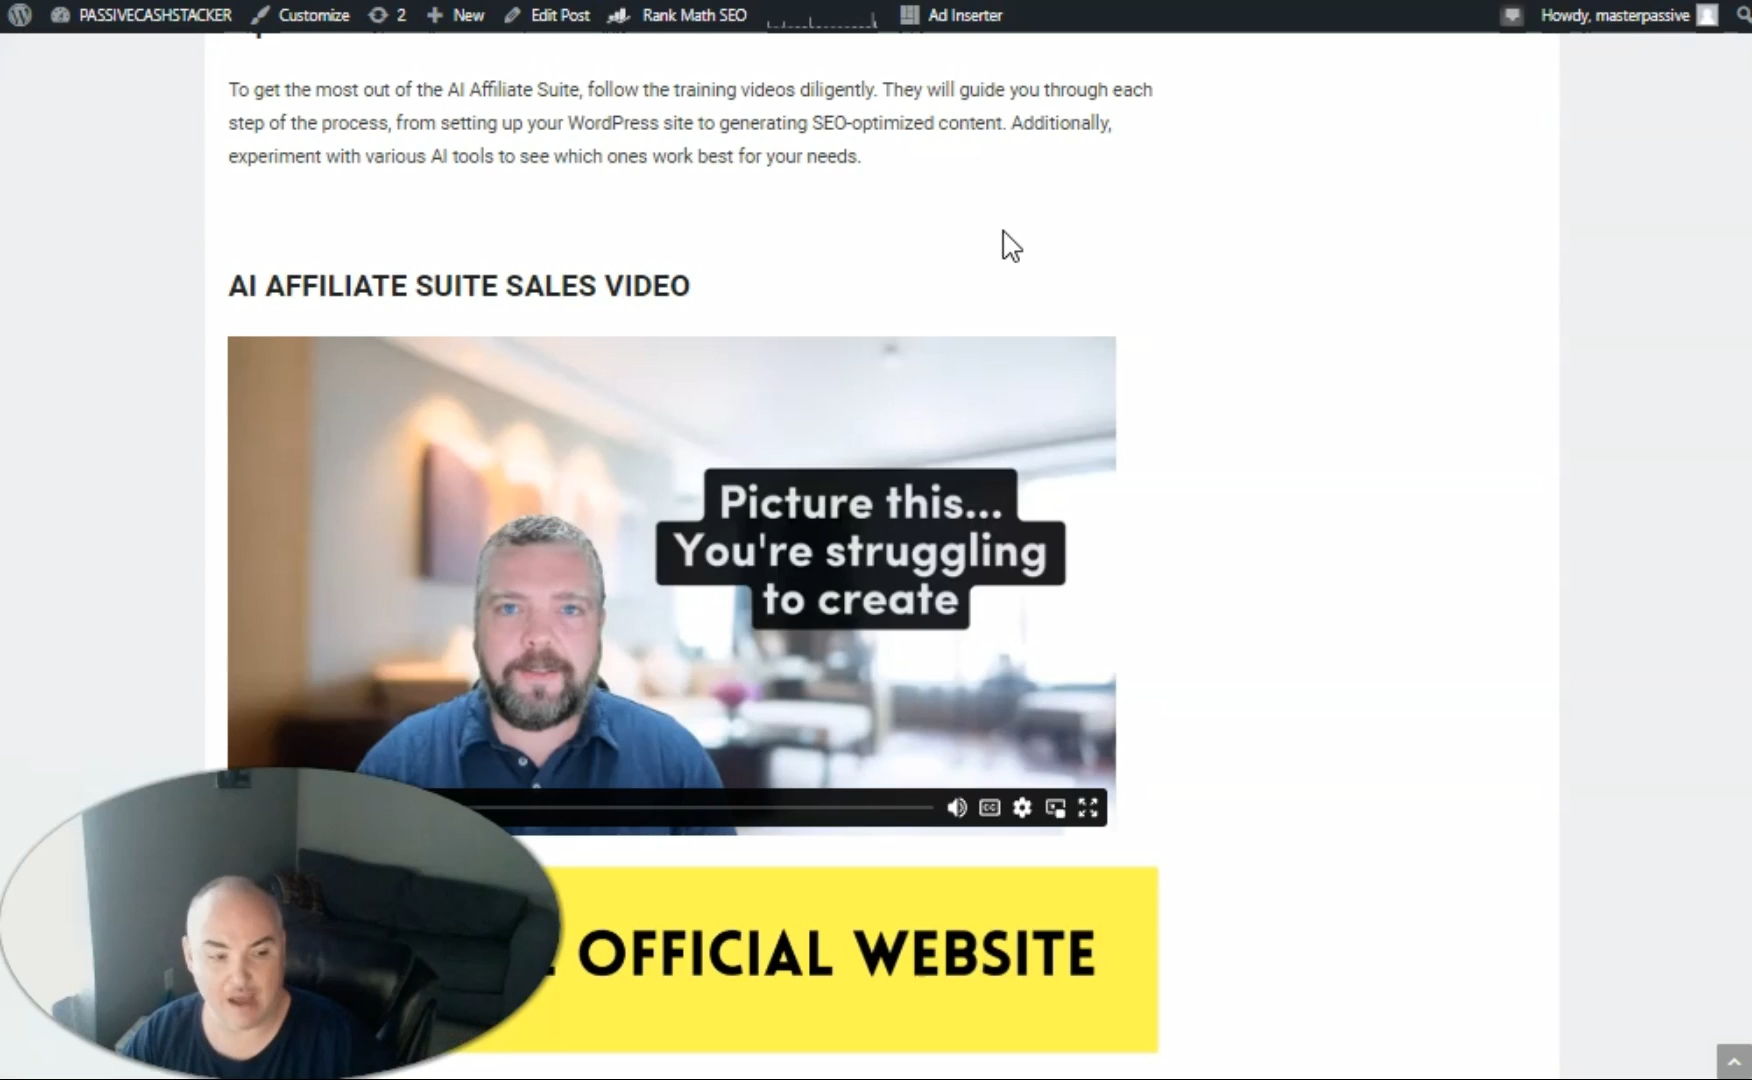 PASSIVECASHSTACKER Customize 2 New Edit Post Rank Math SEO Ad Inserter Howdy, masterpassive
To get the most out of the AI Affiliate Suite, follow the training videos diligently. They will guide you through each
step of the process, from setting up your WordPress site to generating SEO-optimized content. Additionally,
experiment with various AI tools to see which ones work best for your needs.
AI AFFILIATE SUITE SALES VIDEO
Picture this...
You're struggling
to create
CC
OFFICIAL WEBSITE